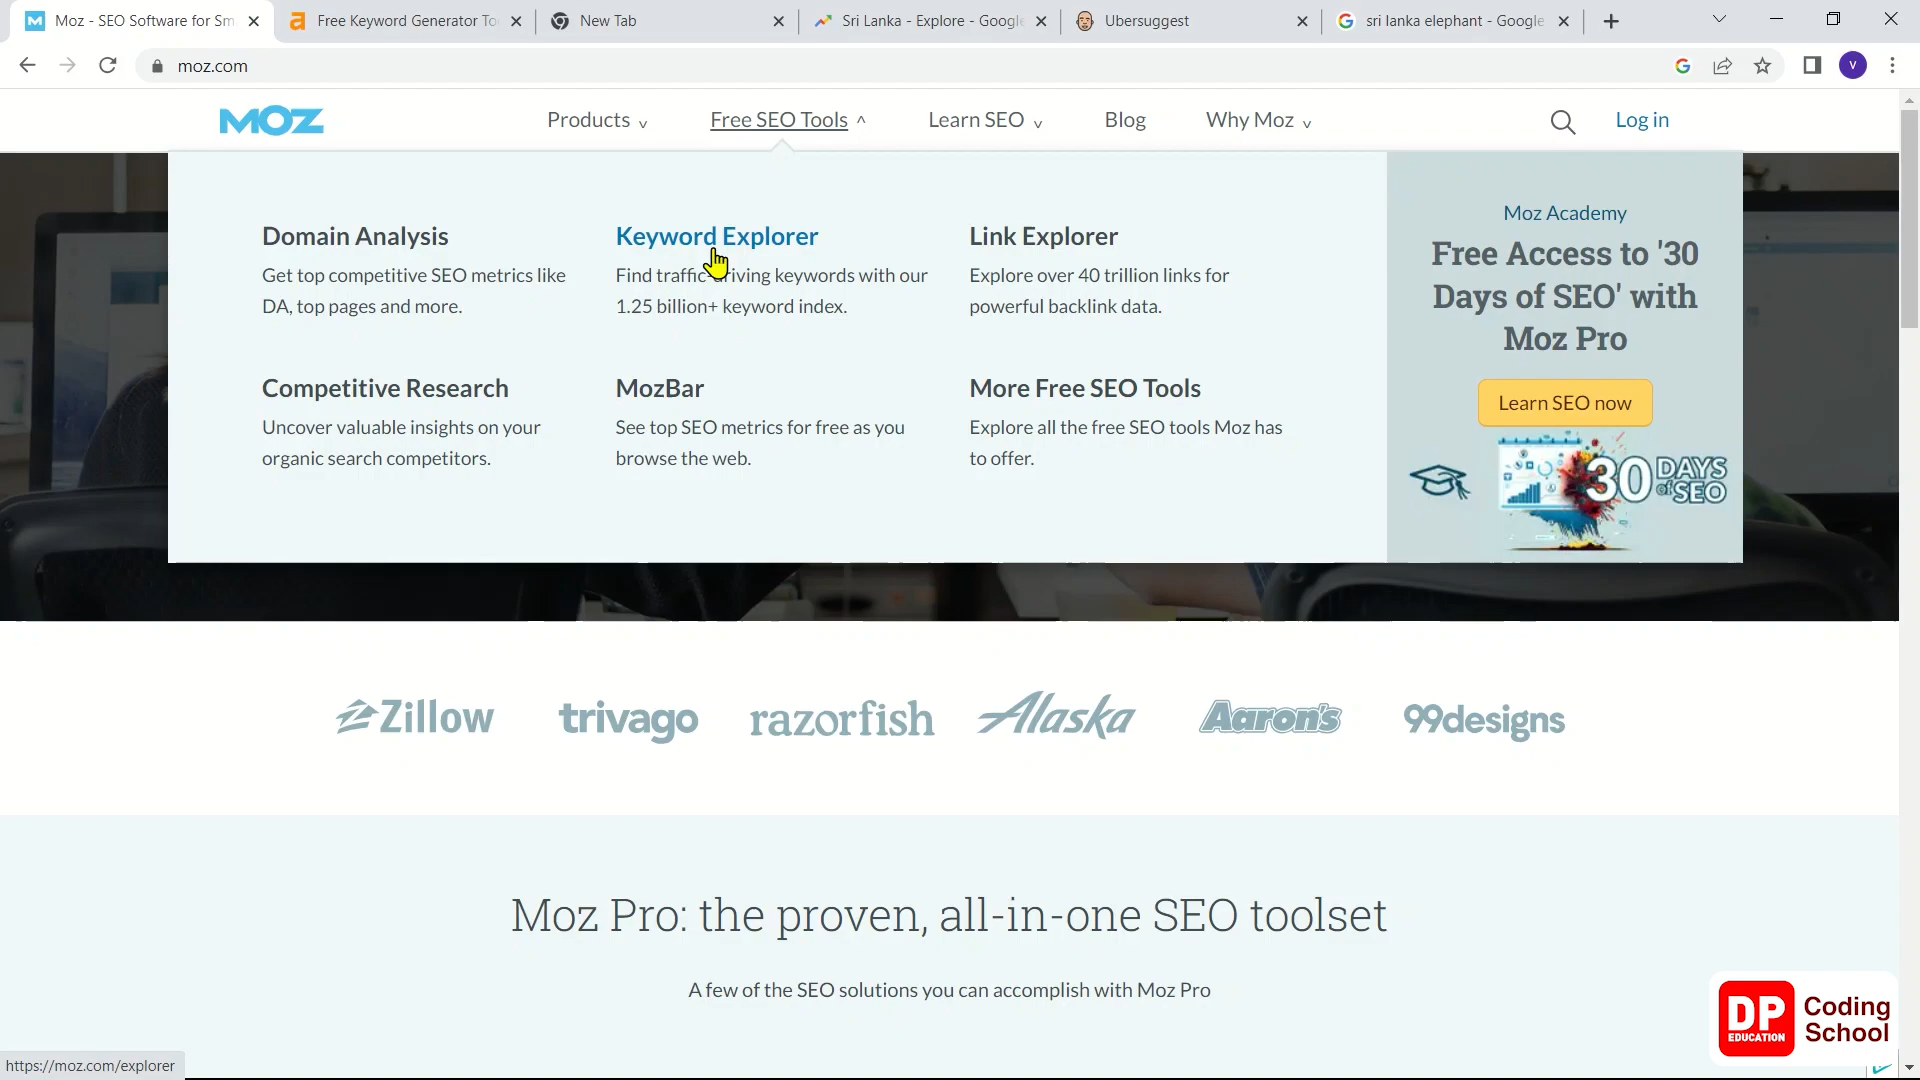 Moz - SEO Software for Sm
Free Keyword Generator To
New Tab
Sri Lanka - Explore - Google
Ubersuggest
sri lanka elephant - Google
moz.com
V
MOZ
Products
Free SEO Tools
Learn SEO
Blog
Why Moz
Log in
Domain Analysis
Get top competitive SEO metrics like
DA, top pages and more.
Keyword Explorer
Find traffic-driving keywords with our
1.25 billion+ keyword index.
Link Explorer
Explore over 40 trillion links for
powerful backlink data.
Competitive Research
Uncover valuable insights on your
organic search competitors.
MozBar
See top SEO metrics for free as you
browse the web.
More Free SEO Tools
Explore all the free SEO tools Moz has
to offer.
Moz Academy
Free Access to '30
Days of SEO' with
Moz Pro
Learn SEO now
30 DAYS
of SEO
Zillow
trivago
razorfish
Alaska
Aaron's
99designs
Moz Pro: the proven, all-in-one SEO toolset
A few of the SEO solutions you can accomplish with Moz Pro
DP
EDUCATION
Coding
School
https://moz.com/explorer